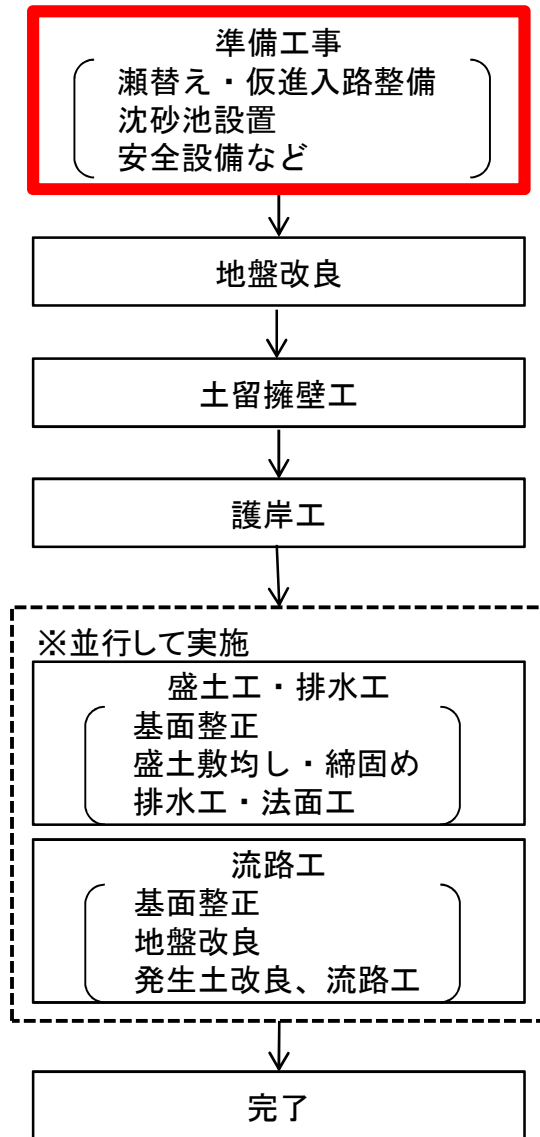 準備工事
瀬替え・仮進入路整備
沈砂池設置
安全設備など
地盤改良
土留擁壁工
護岸工
※並行して実施
盛土工・排水工
基面整正
盛土敷均し・締固め
排水工・法面工
流路工
基面整正
地盤改良
発生土改良、流路工
完了